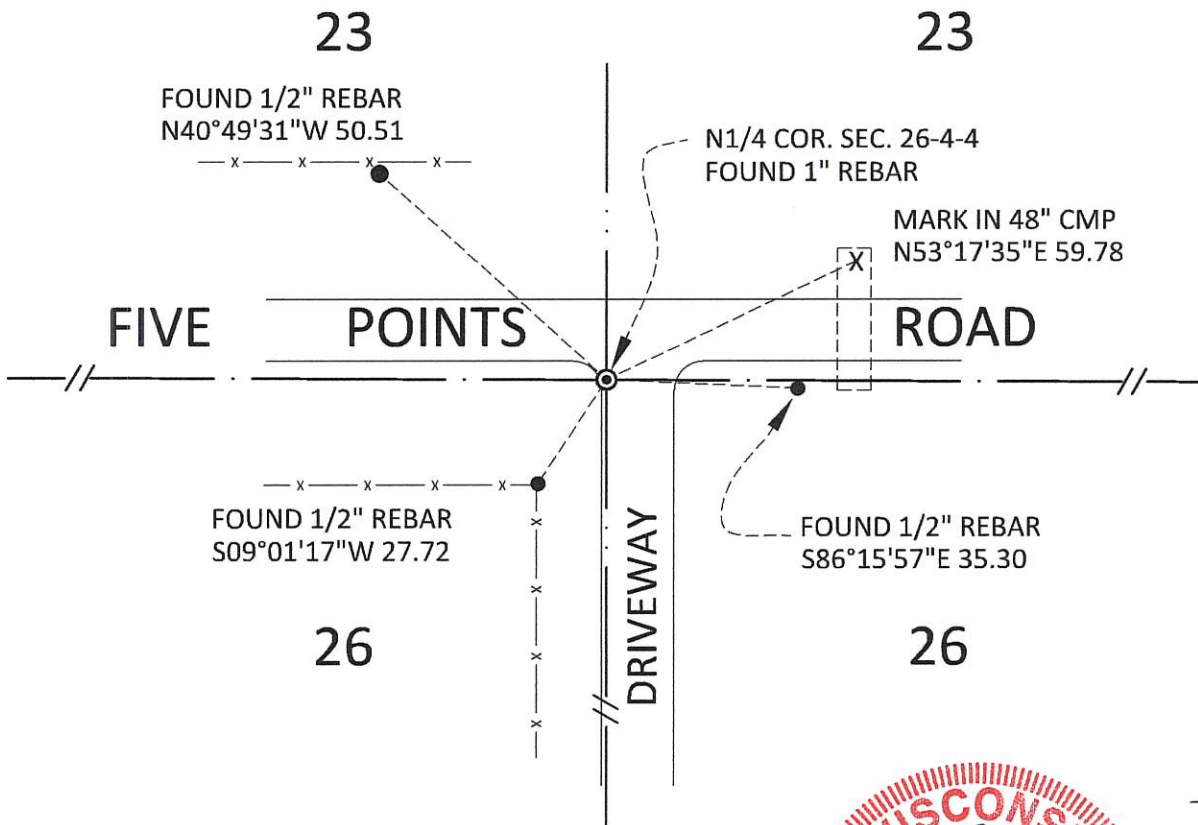 23
23
FOUND 1/2" REBAR
N40°49'31"W 50.51
N1/4 COR. SEC. 26-4-4
FOUND 1" REBAR
MARK IN 48" CMP
N53°17'35"E 59.78
FIVE POINTS ROAD
FOUND 1/2" REBAR
S09°01'17"W 27.72
FOUND 1/2" REBAR
S86°15'57"E 35.30
DRIVEWAY
26
26